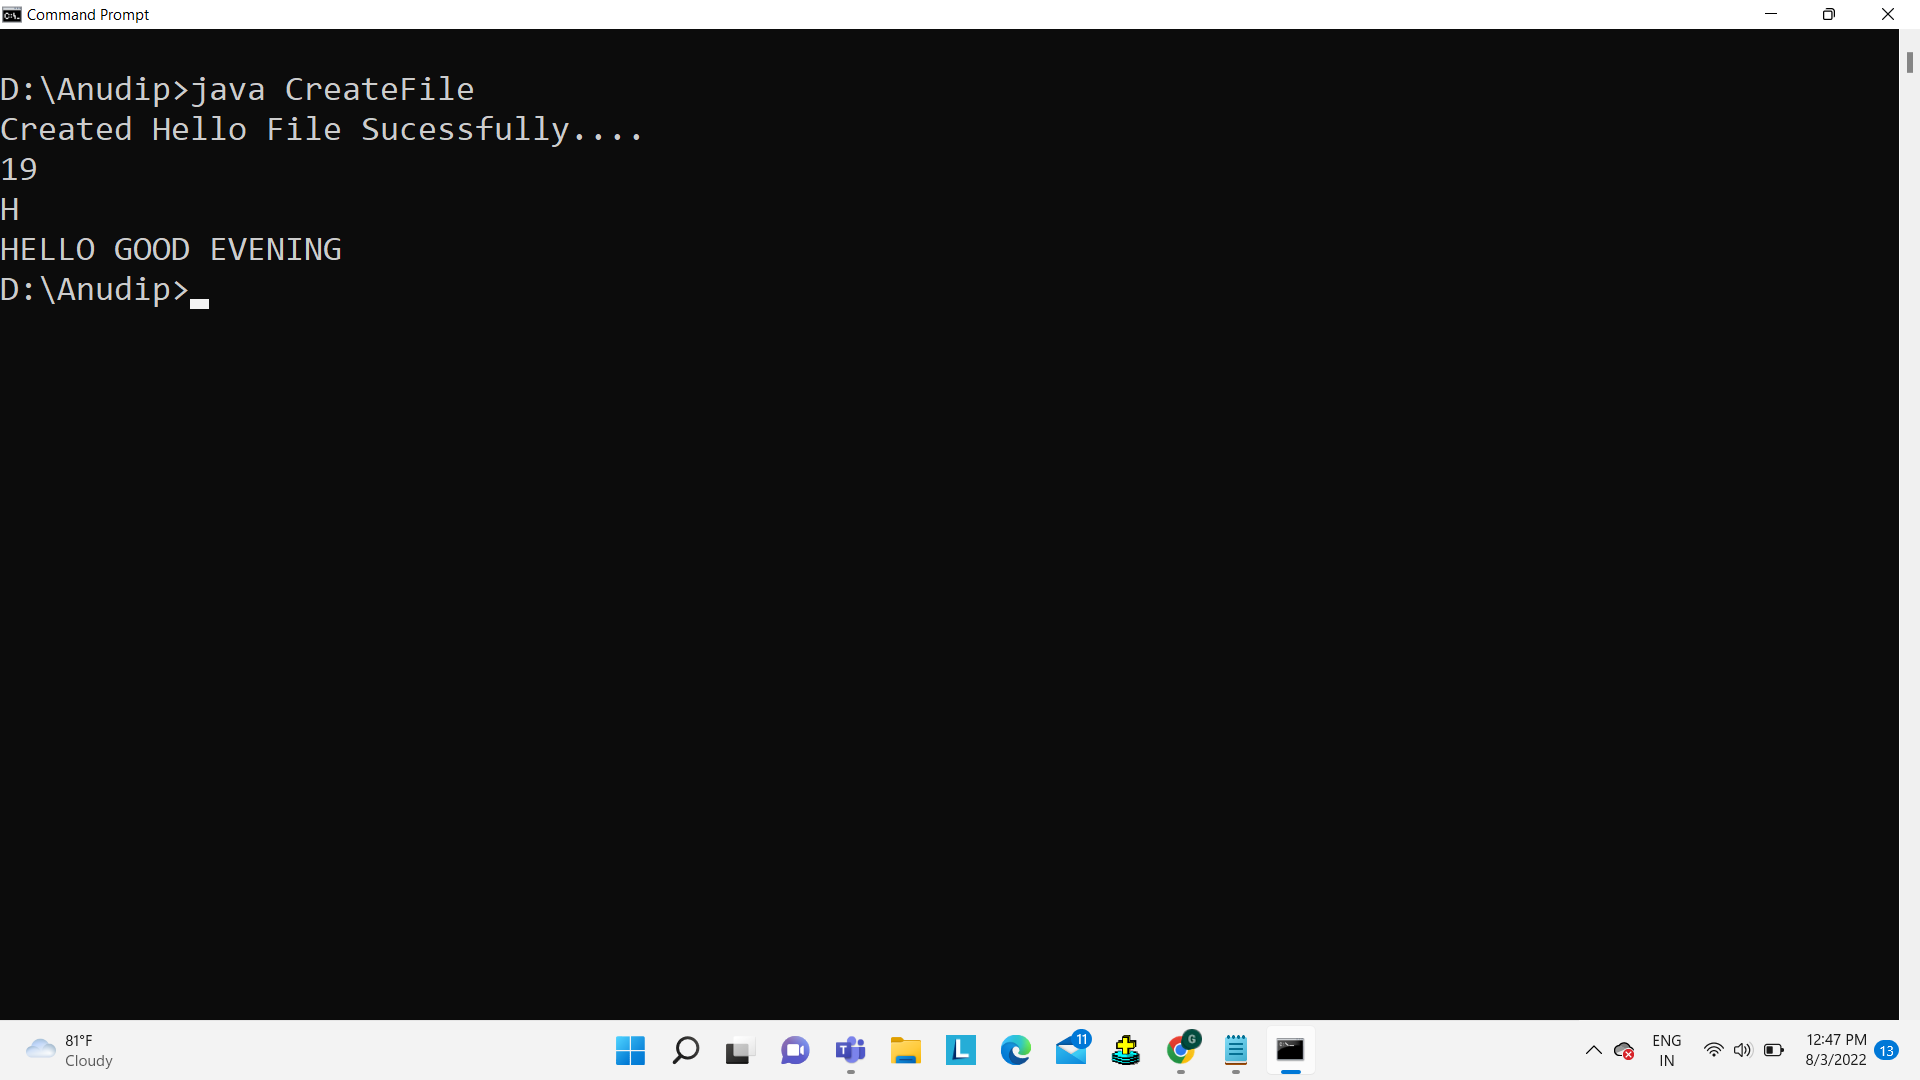 Command Prompt
D:\Anudip>java CreateFile
Created Hello File Sucessfully....
19
H
HELLO GOOD EVENING
D:\Anudip>
81°F
Cloudy
L
11
G
ENG
IN
12:47 PM
8/3/2022
13